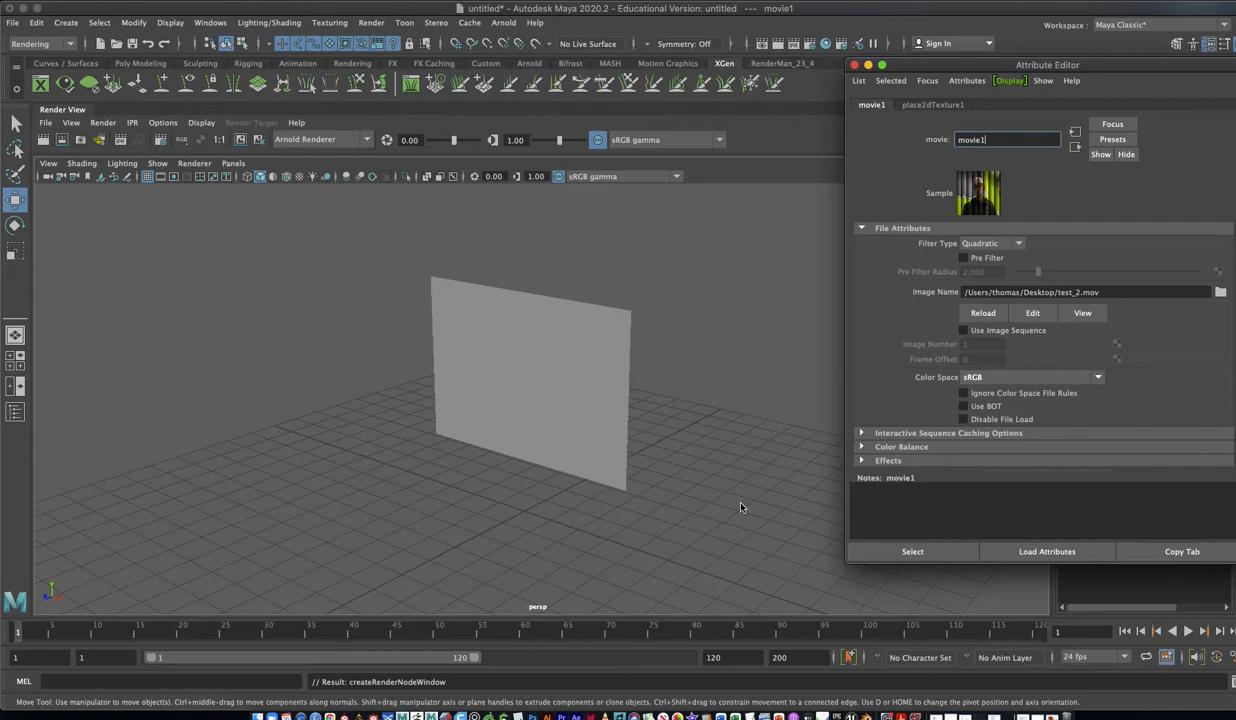 untitled* - Autodesk Maya 2020.2 - Educational Version: untitled --- movie1
File Edit Create Select Modify Display Windows Lighting/Shading Texturing Render Toon Stereo Cache Arnold Help
Workspace : Maya Classic*
Rendering No Live Surface Symmetry: Off Sign In
Curves / Surfaces Poly Modeling Sculpting Rigging Animation Rendering FX FX Caching Custom Arnold Bifrost MASH Motion Graphics XGen RenderMan_23_4
Render View
File View Render IPR Options Display Help
RGB 1:1 Arnold Renderer 0.00 1.00 sRGB gamma
View Shading Lighting Show Renderer Panels
0.00 1.00 sRGB gamma
persp
Attribute Editor
List Selected Focus Attributes [Display] Show Help
movie1 place2dTexture1
movie: movie1
Focus
Presets
Show Hide
Sample
File Attributes
Filter Type Quadratic
Pre Filter
Pre Filter Radius 2.000
Image Name /Users/thomas/Desktop/test_2.mov
Reload Edit View
Use Image Sequence
Image Number 1
Frame Offset 0
Color Space sRGB
Ignore Color Space File Rules
Use BOT
Disable File Load
Interactive Sequence Caching Options
Color Balance
Effects
Notes: movie1
Select Load Attributes Copy Tab
1 5 10 15 20 25 30 35 40 45 50 55 60 65 70 75 80 85 90 95 100 105 110 115 120 1
1 1 1 120 120 200 No Character Set No Anim Layer 24 fps
MEL // Result: createRenderNodeWindow
Move Tool: Use manipulator to move object(s). Ctrl+middle-drag to move components along normals. Shift+drag manipulator axis or plane handles to extrude components or clone objects. Ctrl+Shift+drag to constrain movement to a connected edge. Use D or HOME to change the pivot position and axis orientation.